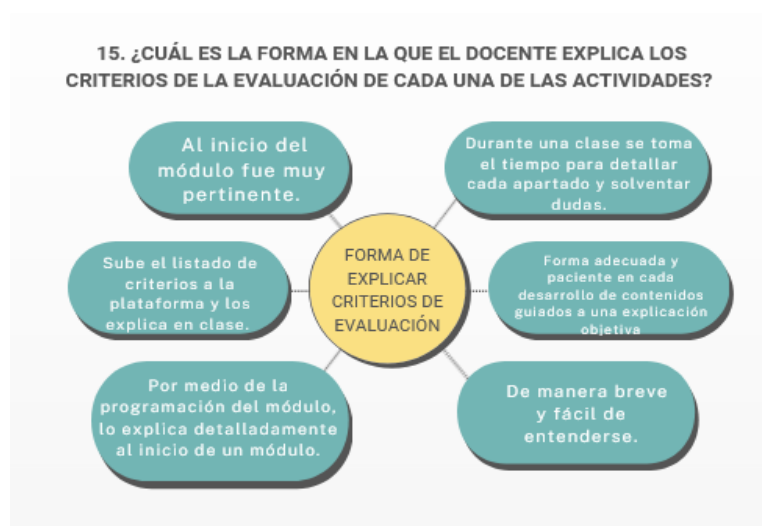 15. ¿CUÁL ES LA FORMA EN LA QUE EL DOCENTE EXPLICA LOS
CRITERIOS DE LA EVALUACIÓN DE CADA UNA DE LAS ACTIVIDADES?
Al inicio del
módulo fue muy
pertinente.
Durante una clase se toma
el tiempo para detallar
cada apartado y solventar
dudas.
Sube el listado de
criterios a la
plataforma y los
explica en clase.
FORMA DE
EXPLICAR
CRITERIOS DE
EVALUACIÓN
Forma adecuada y
paciente en cada
desarrollo de contenidos
guiados a una explicación
objetiva
Por medio de la
programación del módulo,
lo explica detalladamente
al inicio de un módulo.
De manera breve
y fácil de
entenderse.